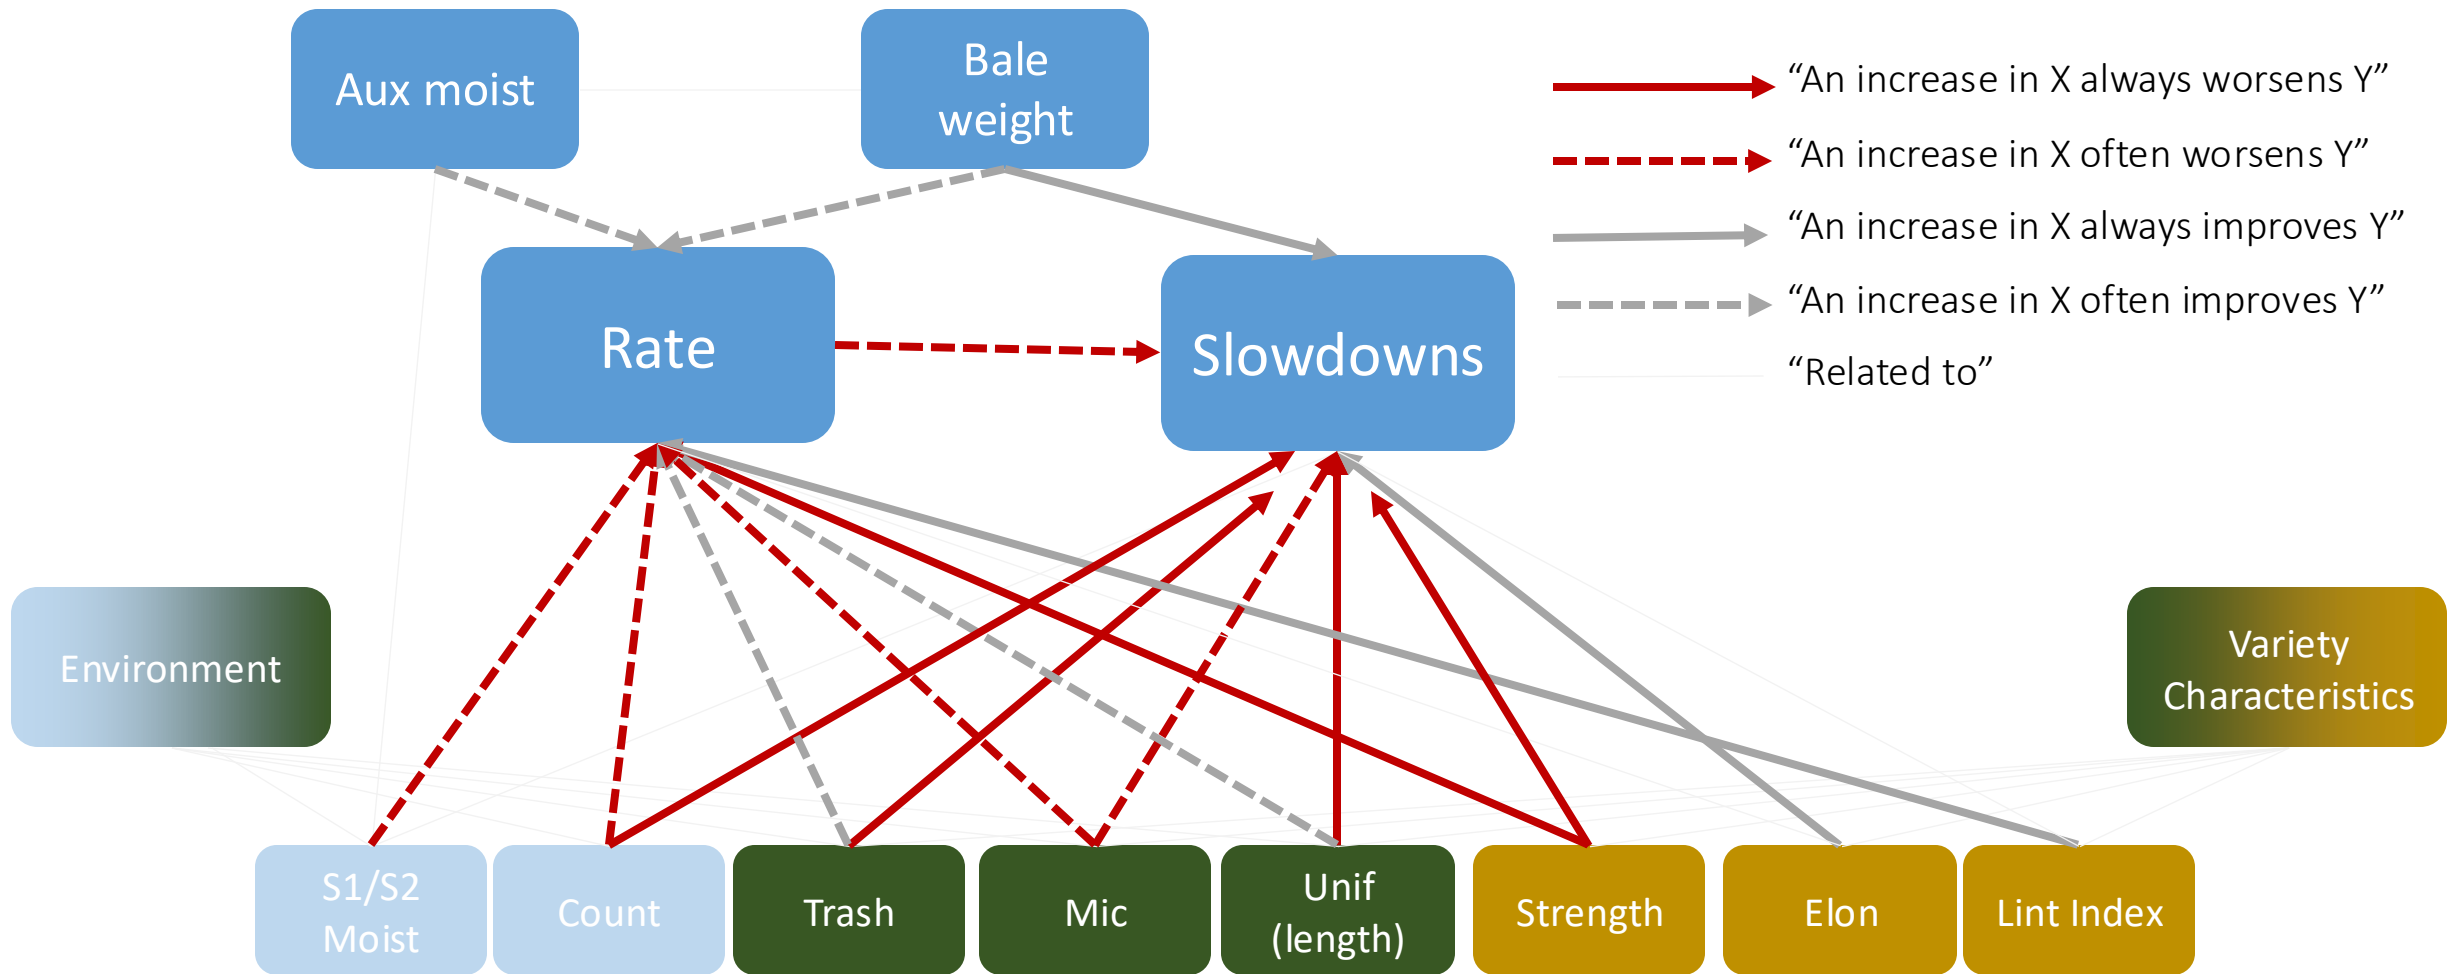 Aux moist
Bale
weight
“An increase in X always worsens Y”
“An increase in X often worsens Y”
“An increase in X always improves Y”
“An increase in X often improves Y”
“Related to”
Rate
Slowdowns
Environment
Variety
Characteristics
S1/S2
Moist
Count
Trash
Mic
Unif
(length)
Strength
Elon
Lint Index